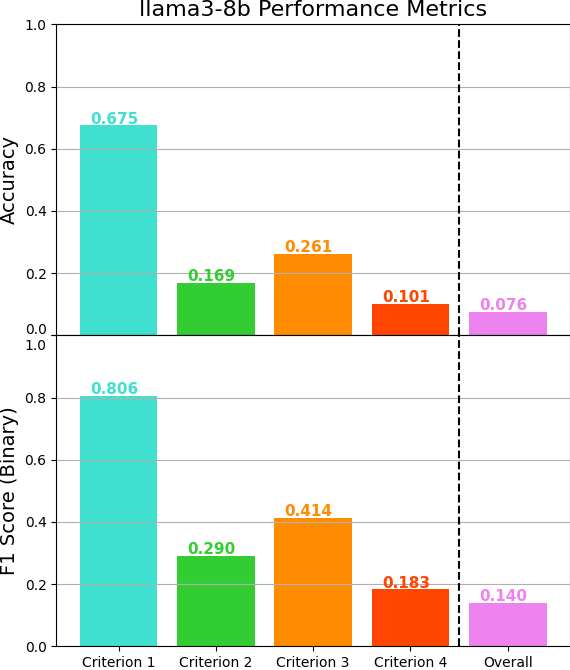 llama3-8b Performance Metrics
Accuracy
1.0
0.8
0.6
0.4
0.2
0.0
0.675
0.169
0.261
0.101
0.076
F1 Score (Binary)
1.0
0.8
0.6
0.4
0.2
0.0
0.806
0.290
0.414
0.183
0.140
Criterion 1
Criterion 2
Criterion 3
Criterion 4
Overall